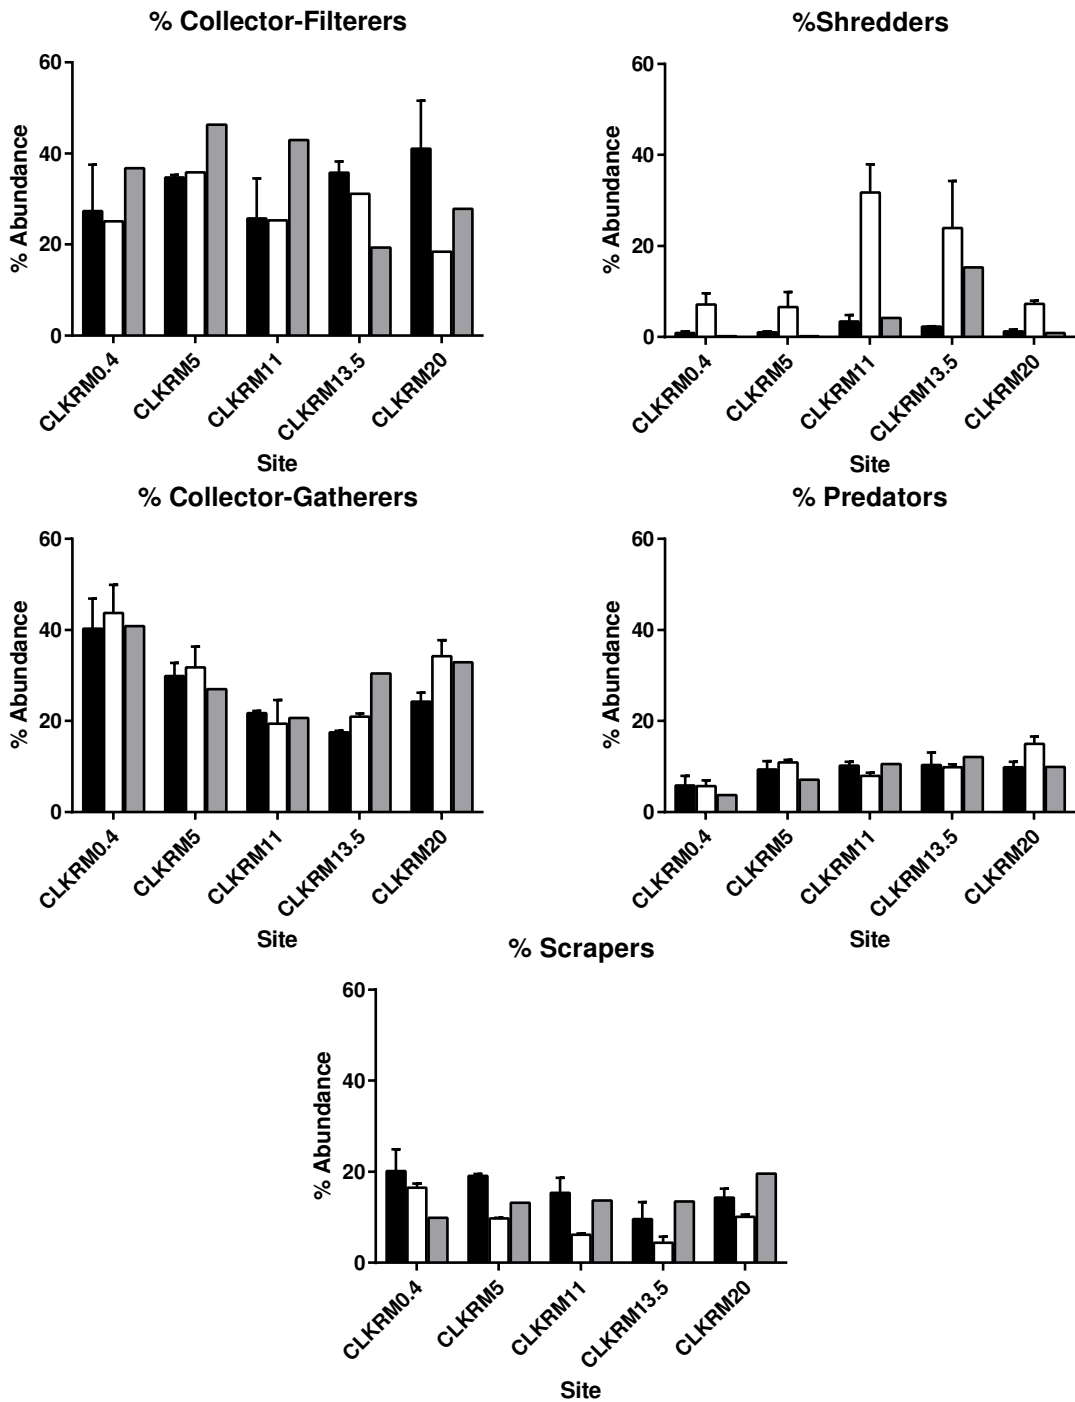 % Collector-Filterers
60
40
20
0
% Abundance
CLKRM0.4
CLKRM5
CLKRM11
CLKRM13.5
CLKRM20
Site
%Shredders
60
40
20
0
% Abundance
CLKRM0.4
CLKRM5
CLKRM11
CLKRM13.5
CLKRM20
Site
% Collector-Gatherers
60
40
20
0
% Abundance
CLKRM0.4
CLKRM5
CLKRM11
CLKRM13.5
CLKRM20
Site
% Predators
60
40
20
0
% Abundance
CLKRM0.4
CLKRM5
CLKRM11
CLKRM13.5
CLKRM20
Site
% Scrapers
60
40
20
0
% Abundance
CLKRM0.4
CLKRM5
CLKRM11
CLKRM13.5
CLKRM20
Site